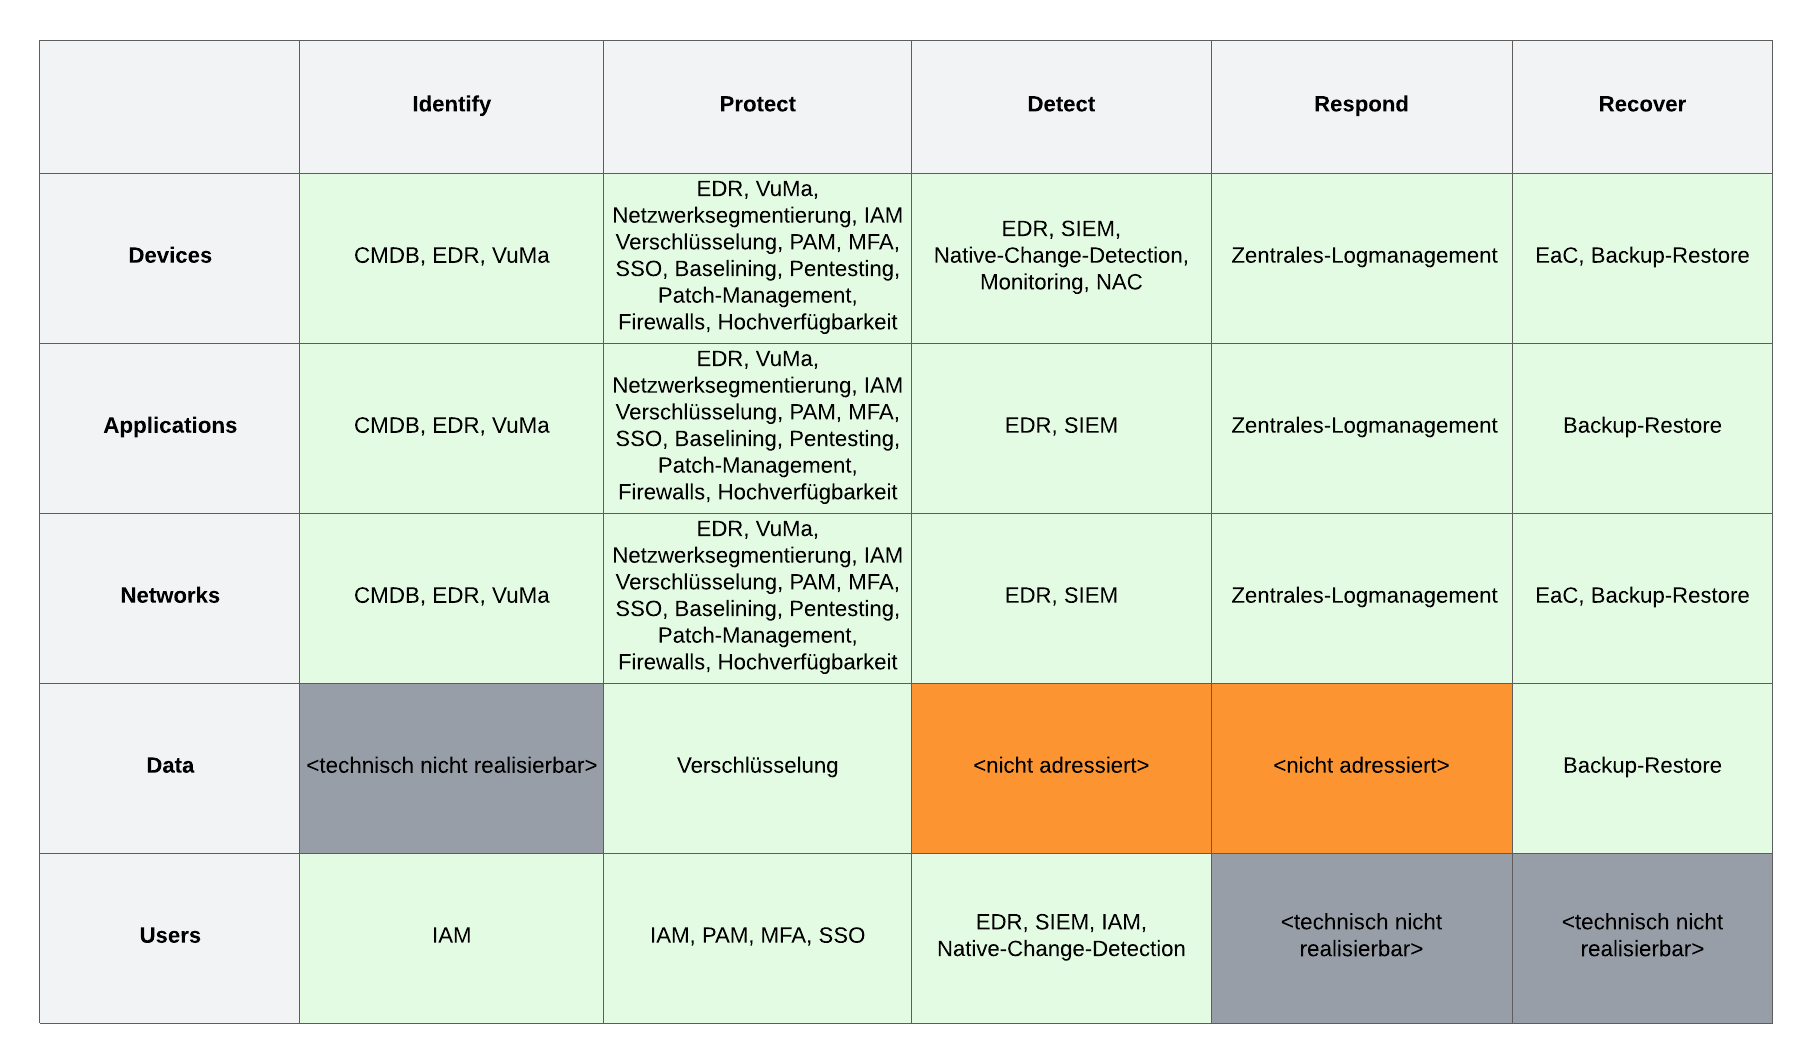 Identify
Protect
Detect
Respond
Recover
Devices
CMDB, EDR, VuMa
EDR, VuMa,
Netzwerksegmentierung, IAM
Verschlüsselung, PAM, MFA,
SSO, Baselining, Pentesting,
Patch-Management,
Firewalls, Hochverfügbarkeit
EDR, SIEM,
Native-Change-Detection,
Monitoring, NAC
Zentrales-Logmanagement
EaC, Backup-Restore
Applications
CMDB, EDR, VuMa
EDR, VuMa,
Netzwerksegmentierung, IAM
Verschlüsselung, PAM, MFA,
SSO, Baselining, Pentesting,
Patch-Management,
Firewalls, Hochverfügbarkeit
EDR, SIEM
Zentrales-Logmanagement
Backup-Restore
Networks
CMDB, EDR, VuMa
EDR, VuMa,
Netzwerksegmentierung, IAM
Verschlüsselung, PAM, MFA,
SSO, Baselining, Pentesting,
Patch-Management,
Firewalls, Hochverfügbarkeit
EDR, SIEM
Zentrales-Logmanagement
EaC, Backup-Restore
Data
<technisch nicht realisierbar>
Verschlüsselung
<nicht adressiert>
<nicht adressiert>
Backup-Restore
Users
IAM
IAM, PAM, MFA, SSO
EDR, SIEM, IAM,
Native-Change-Detection
<technisch nicht
realisierbar>
<technisch nicht
realisierbar>